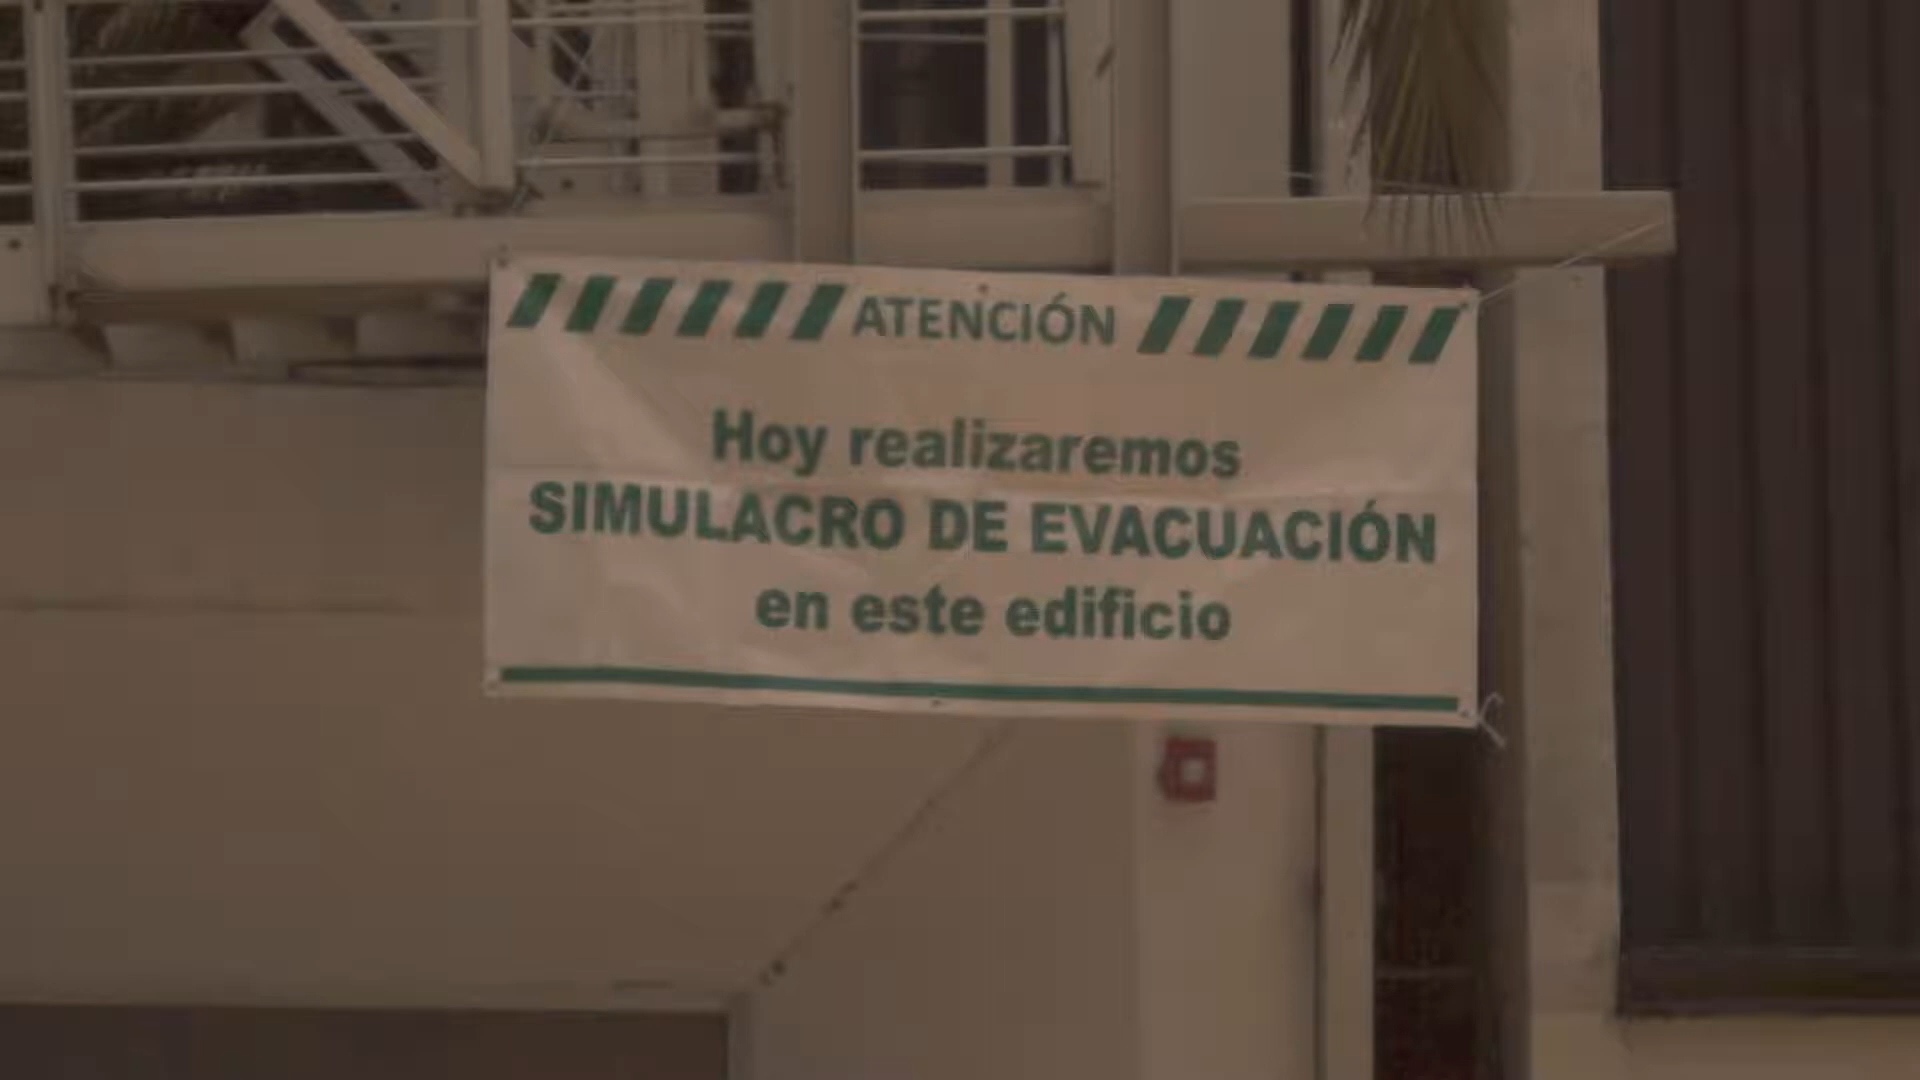 ATENCIÓN
Hoy realizaremos
SIMULACRO DE EVACUACIÓN
en este edificio